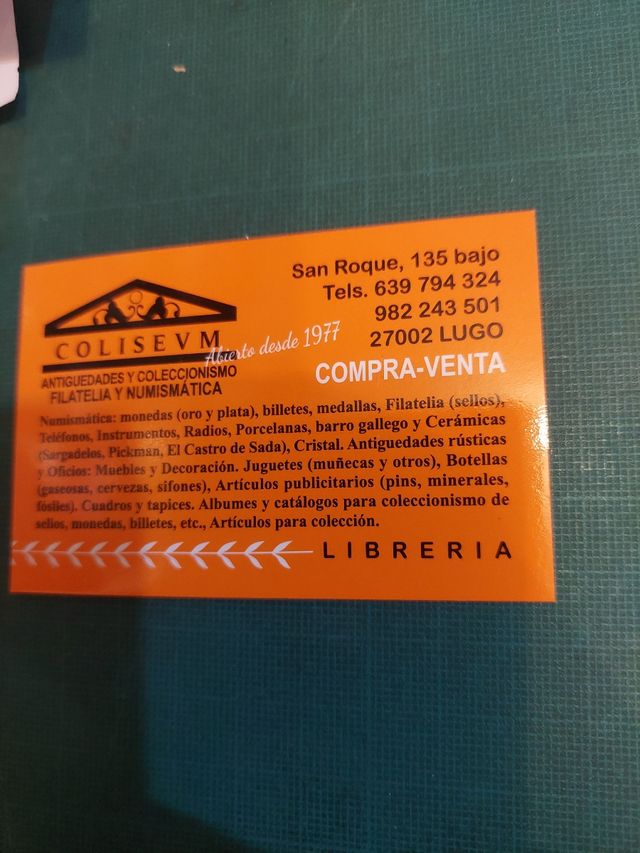 San Roque, 135 bajo
Tels. 639 794 324
982 243 501
27002 LUGO
COMPRA-VENTA
COLISEVM
Abierto desde 1977
ANTIGUEDADES Y COLECCIONISMO
FILATELIA Y NUMISMÁTICA
Numismática: monedas (oro y plata), billetes, medallas, Filatelia (sellos),
Teléfonos, Instrumentos, Radios, Porcelanas, barro gallego y Cerámicas
(Sargadelos, Pickman, El Castro de Sada), Cristal. Antiguedades rústicas
y Oficios: Muebles y Decoración. Juguetes (muñecas y otros), Botellas
(gaseosas, cervezas, sifones), Artículos publicitarios (pins, minerales,
fósiles). Cuadros y tapices. Albumes y catálogos para coleccionismo de
sellos, monedas, billetes, etc., Artículos para colección.
LIBRERIA